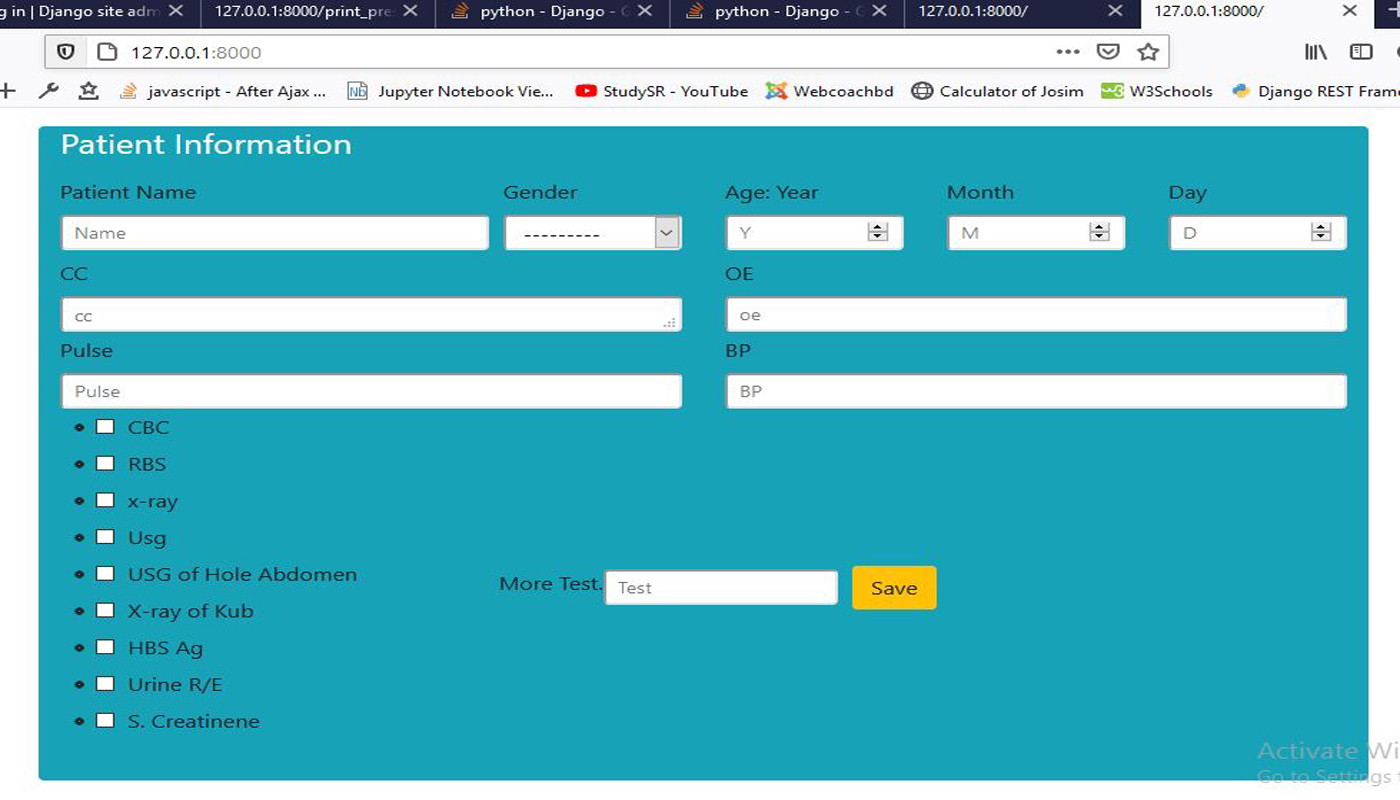 g in | Django site adm
127.0.0.1:8000/print_pre
python - Django -
python - Django -
127.0.0.1:8000/
127.0.0.1:8000/
127.0.0.1:8000
javascript - After Ajax ...
Nb Jupyter Notebook Vie...
StudySR - YouTube
Webcoachbd
Calculator of Josim
W3Schools
Django REST Frame
Patient Information
Patient Name Gender Age: Year Month Day
Name --------- Y M D
CC OE
cc oe
Pulse BP
Pulse BP
CBC
RBS
x-ray
Usg
USG of Hole Abdomen
More Test. Test Save
X-ray of Kub
HBS Ag
Urine R/E
S. Creatinene
Activate Wi
Go to Settings t